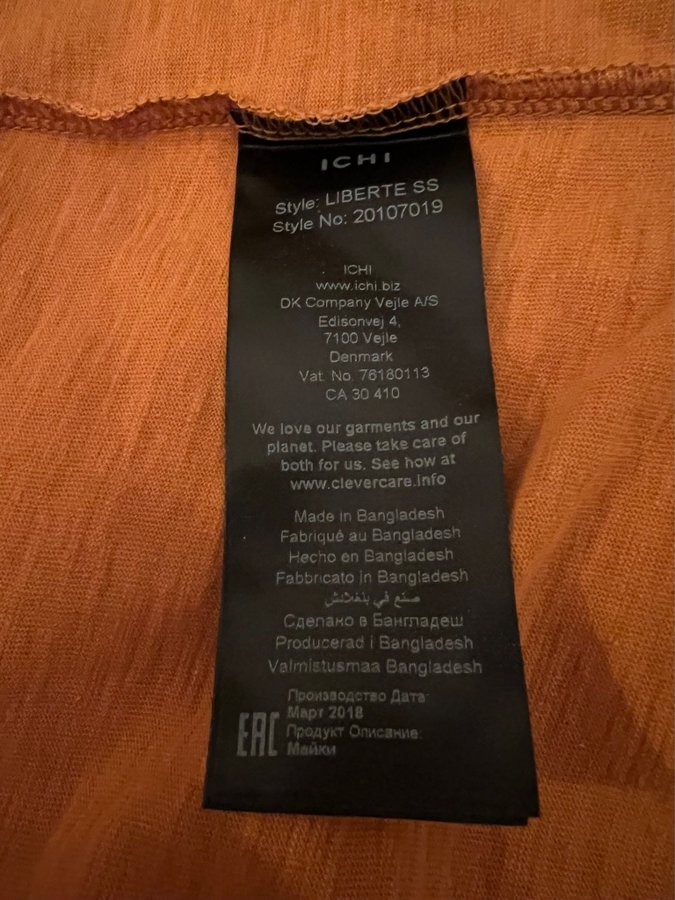 ICHI
Style: LIBERTE SS
Style No: 20107019
ICHI
www.ichi.biz
DK Company Vejle A/S
Edisonvej 4,
7100 Vejle
Denmark
Vat. No. 76180113
CA 30 410
We love our garments and our
planet. Please take care of
both for us. See how at
www.clevercare.info
Made in Bangladesh
Fabriqué au Bangladesh
Hecho en Bangladesh
Fabbricato in Bangladesh
صنع في بنغلادش
Сделано в Бангладеш
Producerad i Bangladesh
Valmistusmaa Bangladesh
Производство Дата:
Март 2018
EAC
Продукт Описание:
Майки